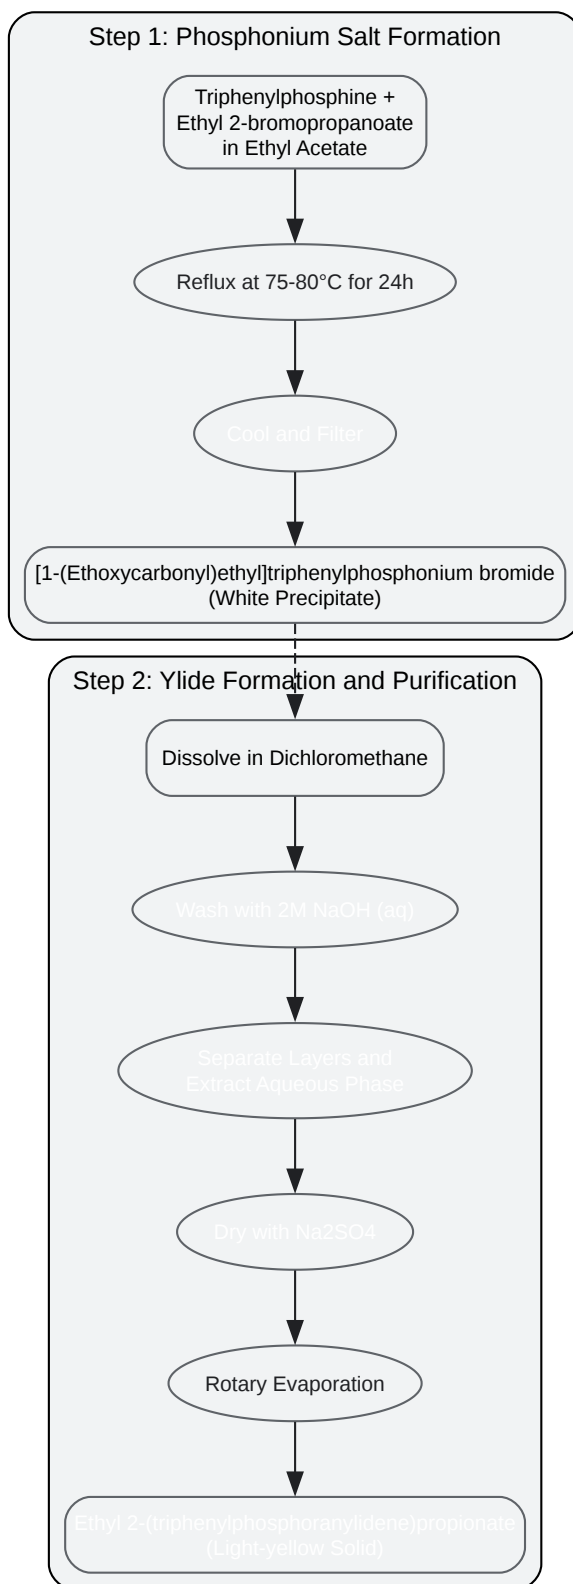 Step 1: Phosphonium Salt Formation
Triphenylphosphine +
Ethyl 2-bromopropanoate
in Ethyl Acetate
Reflux at 75-80°C for 24h
Cool and Filter
[1-(Ethoxycarbonyl)ethyl]triphenylphosphonium bromide
(White Precipitate)
Step 2: Ylide Formation and Purification
Dissolve in Dichloromethane
Wash with 2M NaOH (aq)
Separate Layers and
Extract Aqueous Phase
Dry with Na2SO4
Rotary Evaporation
Ethyl 2-(triphenylphosphoranylidene)propionate
(Light-yellow Solid)